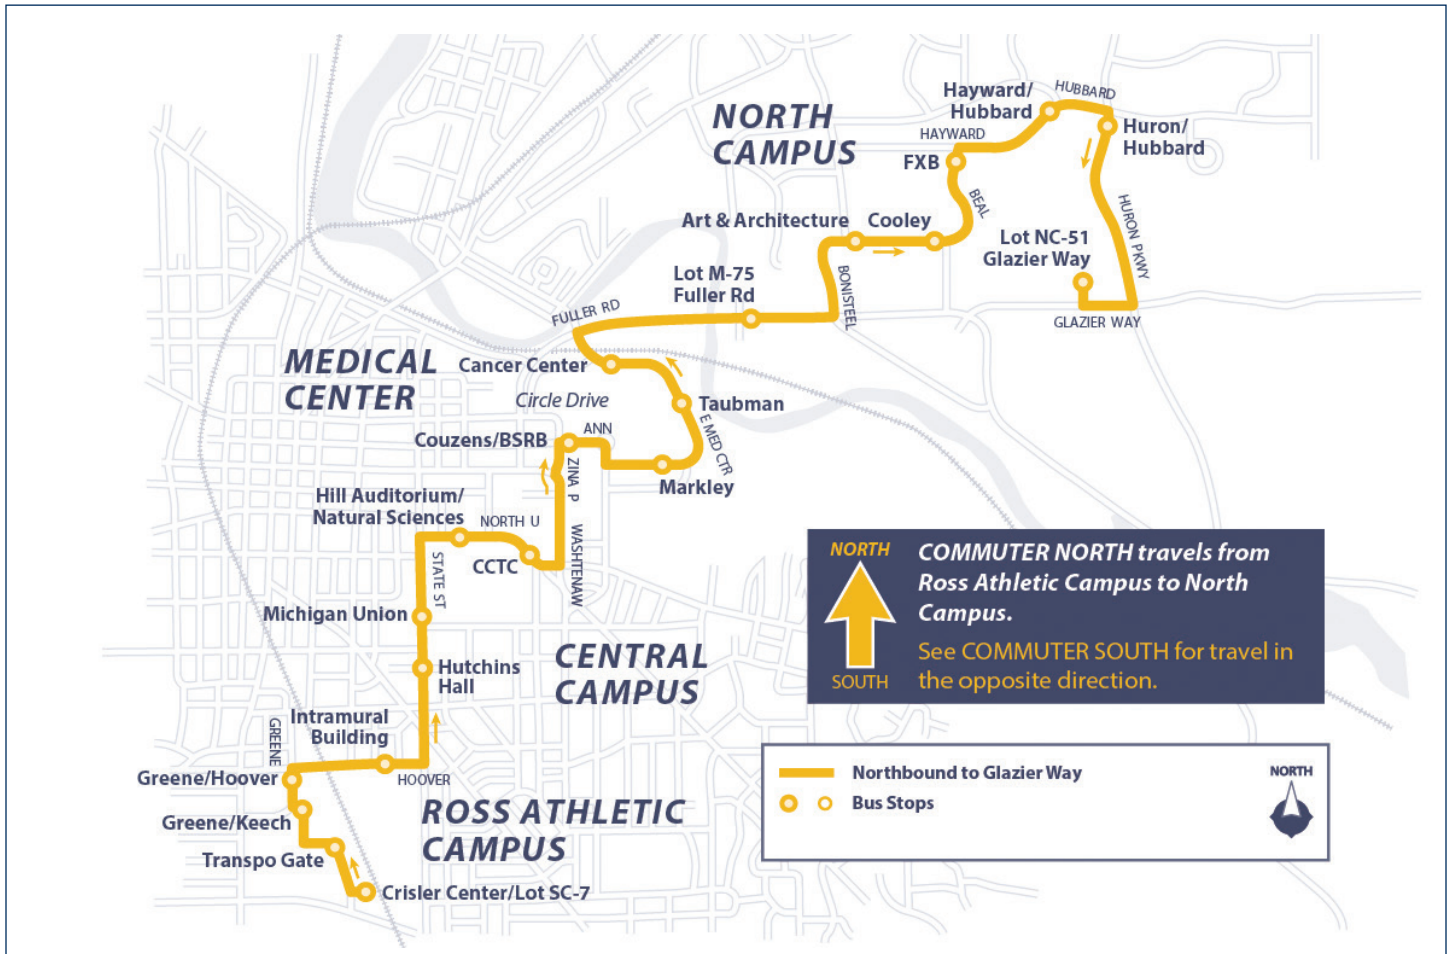 NORTH
CAMPUS
Hayward/
Hubbard
HUBBARD
Huron/
Hubbard
HAYWARD
FXB
BEAL
HURON PKWY
Art & Architecture
Cooley
Lot NC-51
Glazier Way
GLAZIER WAY
Lot M-75
Fuller Rd
BONISTEEL
FULLER RD
MEDICAL
CENTER
Cancer Center
Circle Drive
Taubman
E MED CTR
Couzens/BSRB
ANN
ZINA P
Markley
Hill Auditorium/
Natural Sciences
NORTH U
CCTC
WASHTENAW
STATE ST
Michigan Union
Hutchins
Hall
CENTRAL
CAMPUS
Intramural
Building
GREENE
Greene/Hoover
HOOVER
Greene/Keech
Transpo Gate
ROSS ATHLETIC
CAMPUS
Crisler Center/Lot SC-7
NORTH
SOUTH
COMMUTER NORTH travels from
Ross Athletic Campus to North
Campus.
See COMMUTER SOUTH for travel in
the opposite direction.
Northbound to Glazier Way
Bus Stops
NORTH